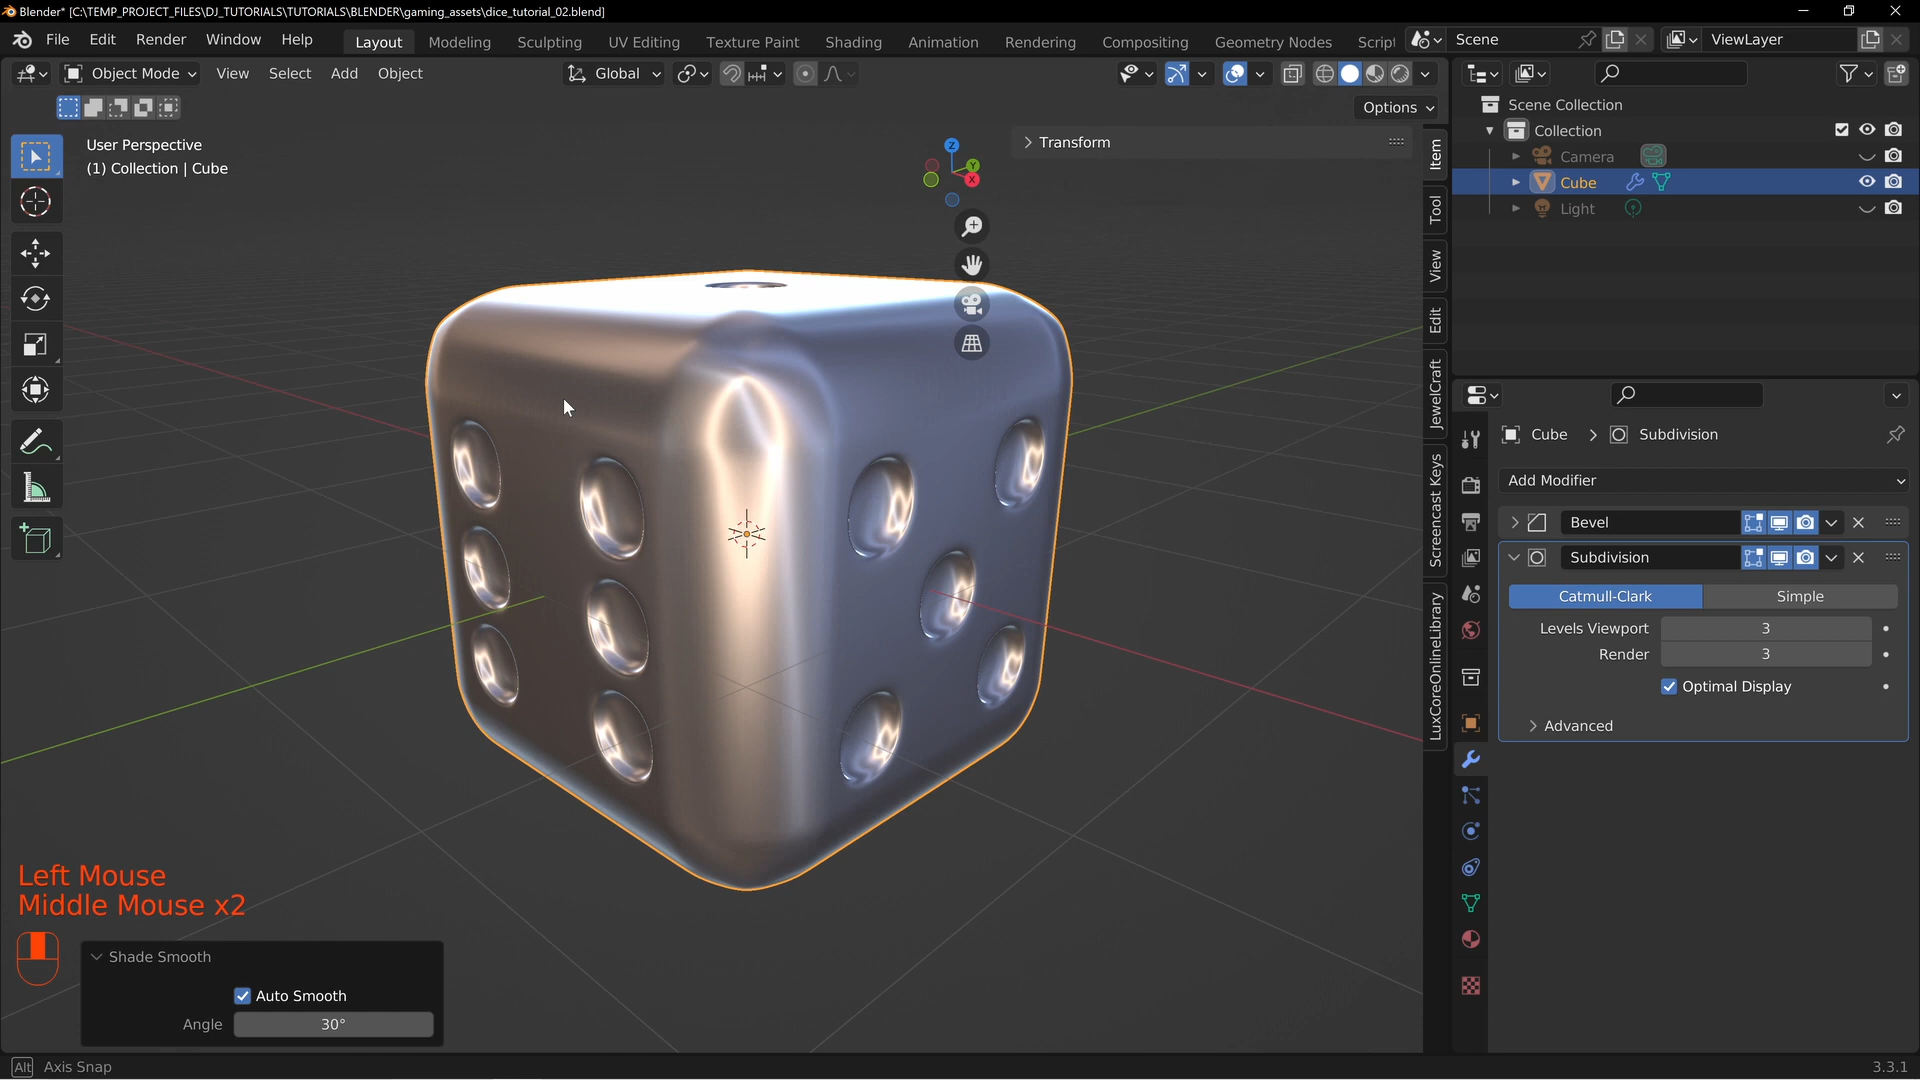 Blender* [C:\TEMP_PROJECT_FILES\DJ_TUTORIALS\TUTORIALS\BLENDER\gaming_assets\dice_tutorial_02.blend]
File Edit Render Window Help Layout Modeling Sculpting UV Editing Texture Paint Shading Animation Rendering Compositing Geometry Nodes Script Scene ViewLayer
Object Mode View Select Add Object Global
Options
User Perspective
(1) Collection | Cube
Transform
Z
Y
X
Item
Tool
View
Edit
JewelCraft
Screencast Keys
LuxCoreOnlineLibrary
Scene Collection
Collection
Camera
Cube
Light
Cube > Subdivision
Add Modifier
Bevel
Subdivision
Catmull-Clark Simple
Levels Viewport 3
Render 3
Optimal Display
Advanced
Left Mouse
Middle Mouse x2
Shade Smooth
Auto Smooth
Angle 30°
Alt Axis Snap
3.3.1